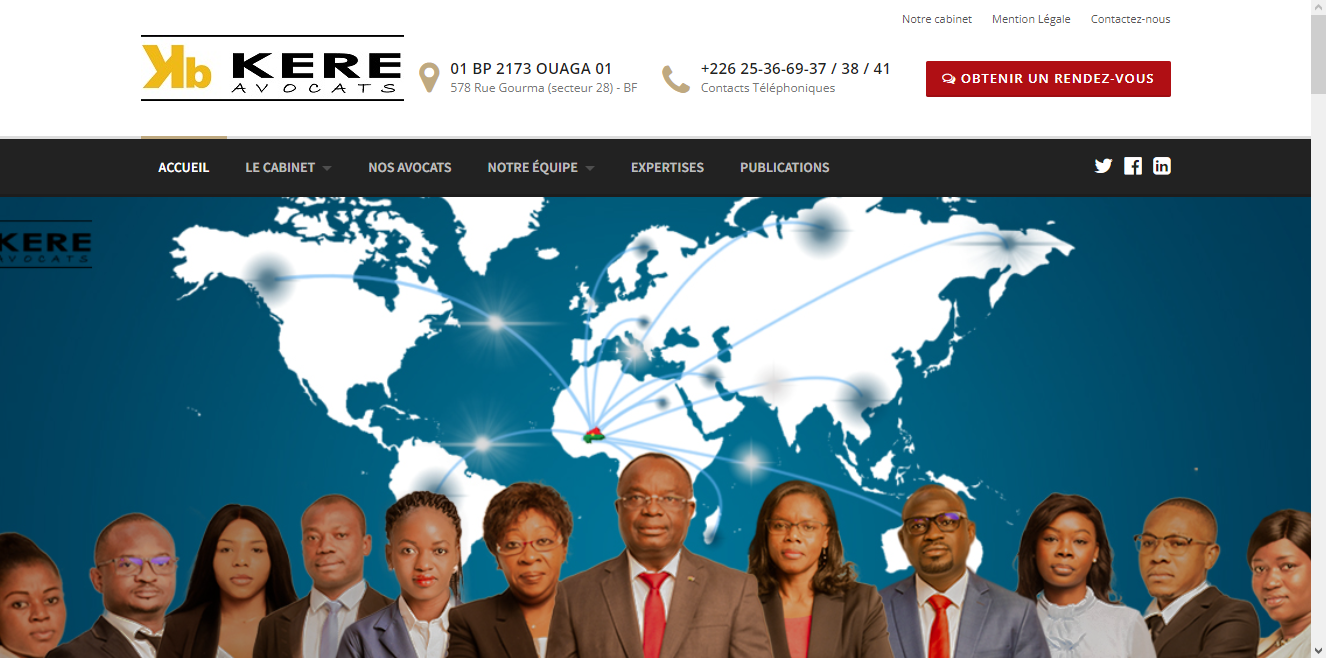 Notre cabinet Mention Légale Contactez-nous
Kb KERE
AVOCATS
01 BP 2173 OUAGA 01
578 Rue Gourma (secteur 28) - BF
+226 25-36-69-37 / 38 / 41
Contacts Téléphoniques
OBTENIR UN RENDEZ-VOUS
ACCUEIL LE CABINET NOS AVOCATS NOTRE ÉQUIPE EXPERTISES PUBLICATIONS
KERE
AVOCATS